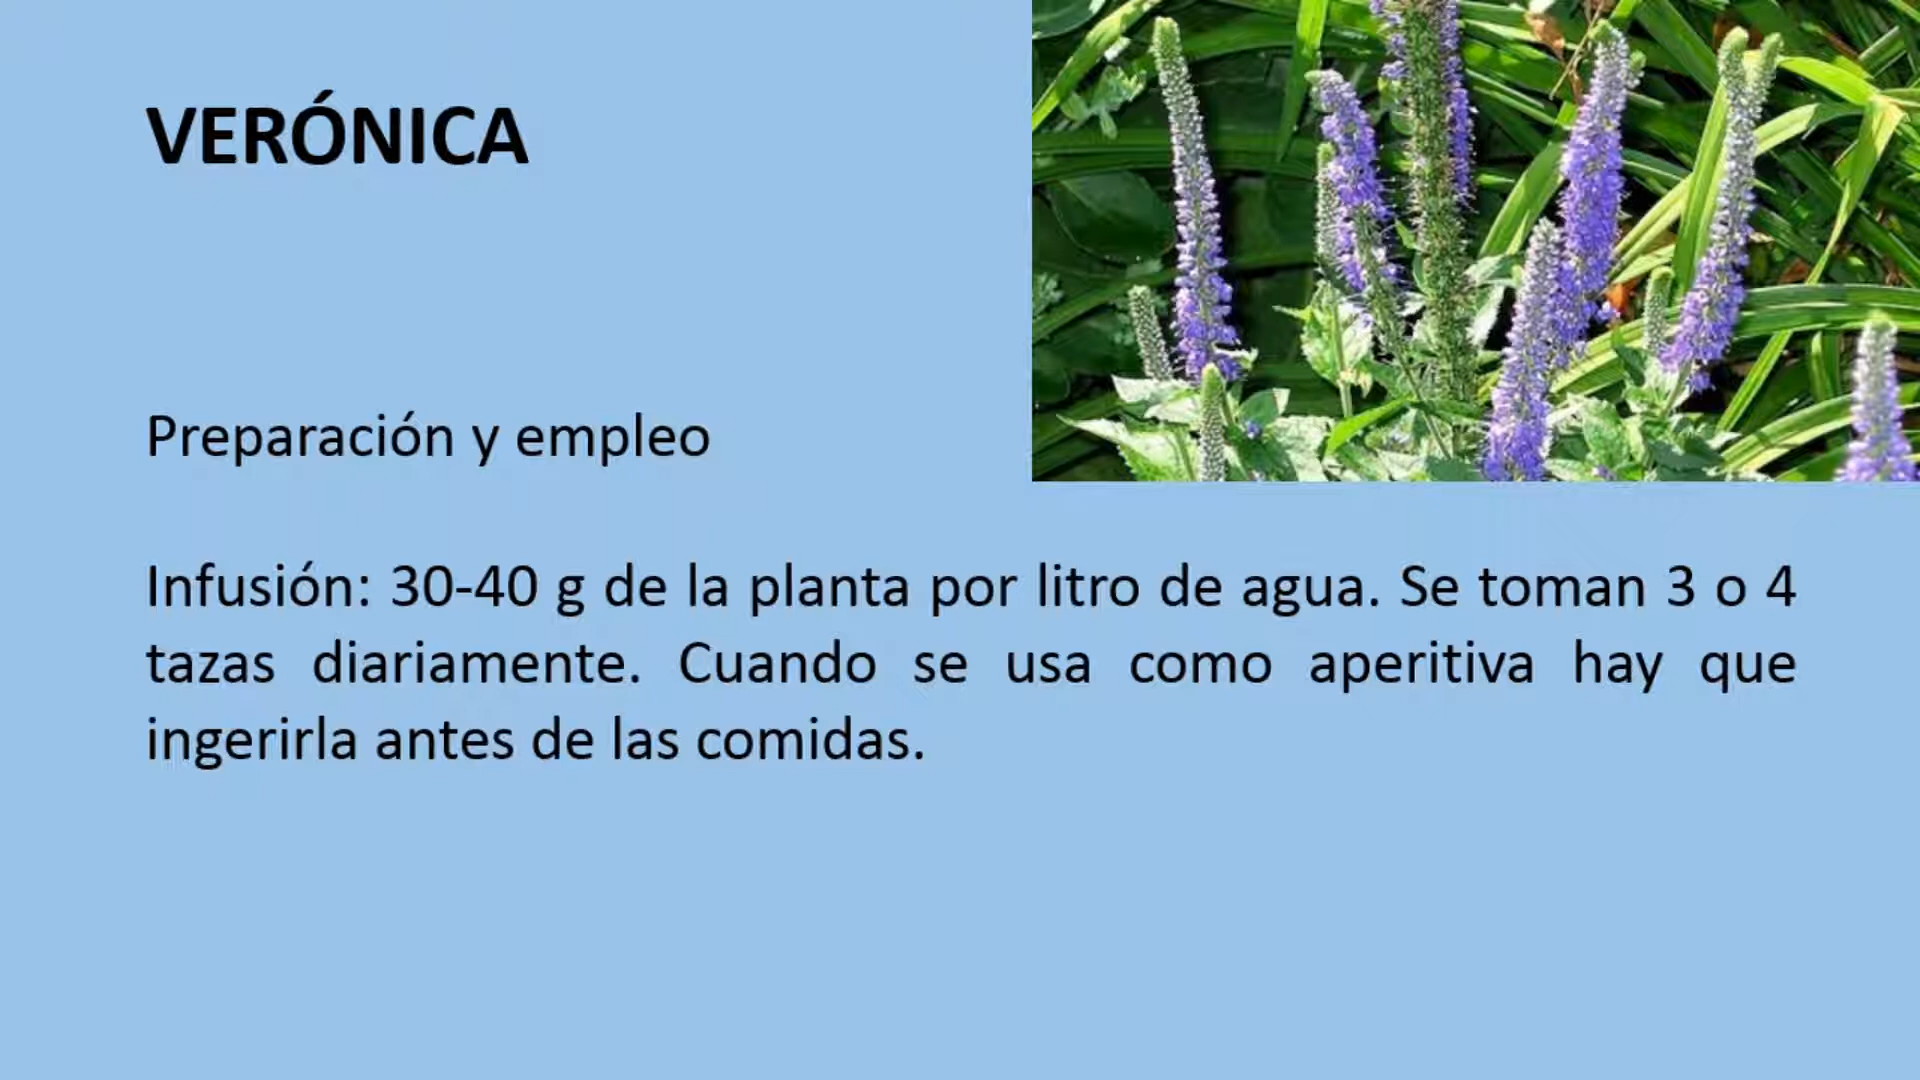 VERÓNICA
Preparación y empleo
Infusión: 30-40 g de la planta por litro de agua. Se toman 3 o 4
tazas diariamente. Cuando se usa como aperitiva hay que
ingerirla antes de las comidas.